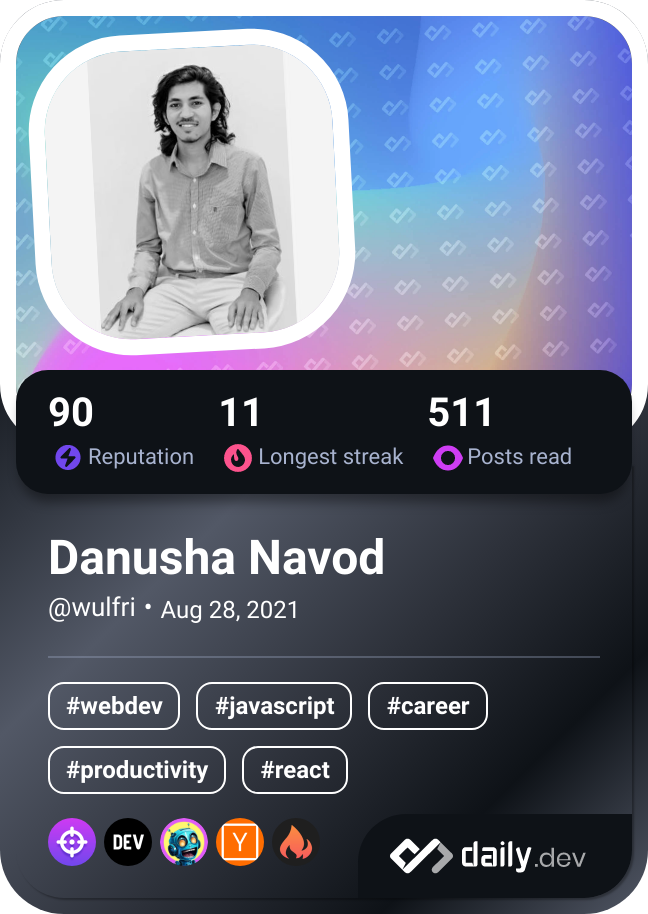 90 11 511
Reputation Longest streak Posts read
Danusha Navod
@wulfri • Aug 28, 2021
#webdev #javascript #career
#productivity #react
DEV Y daily.dev